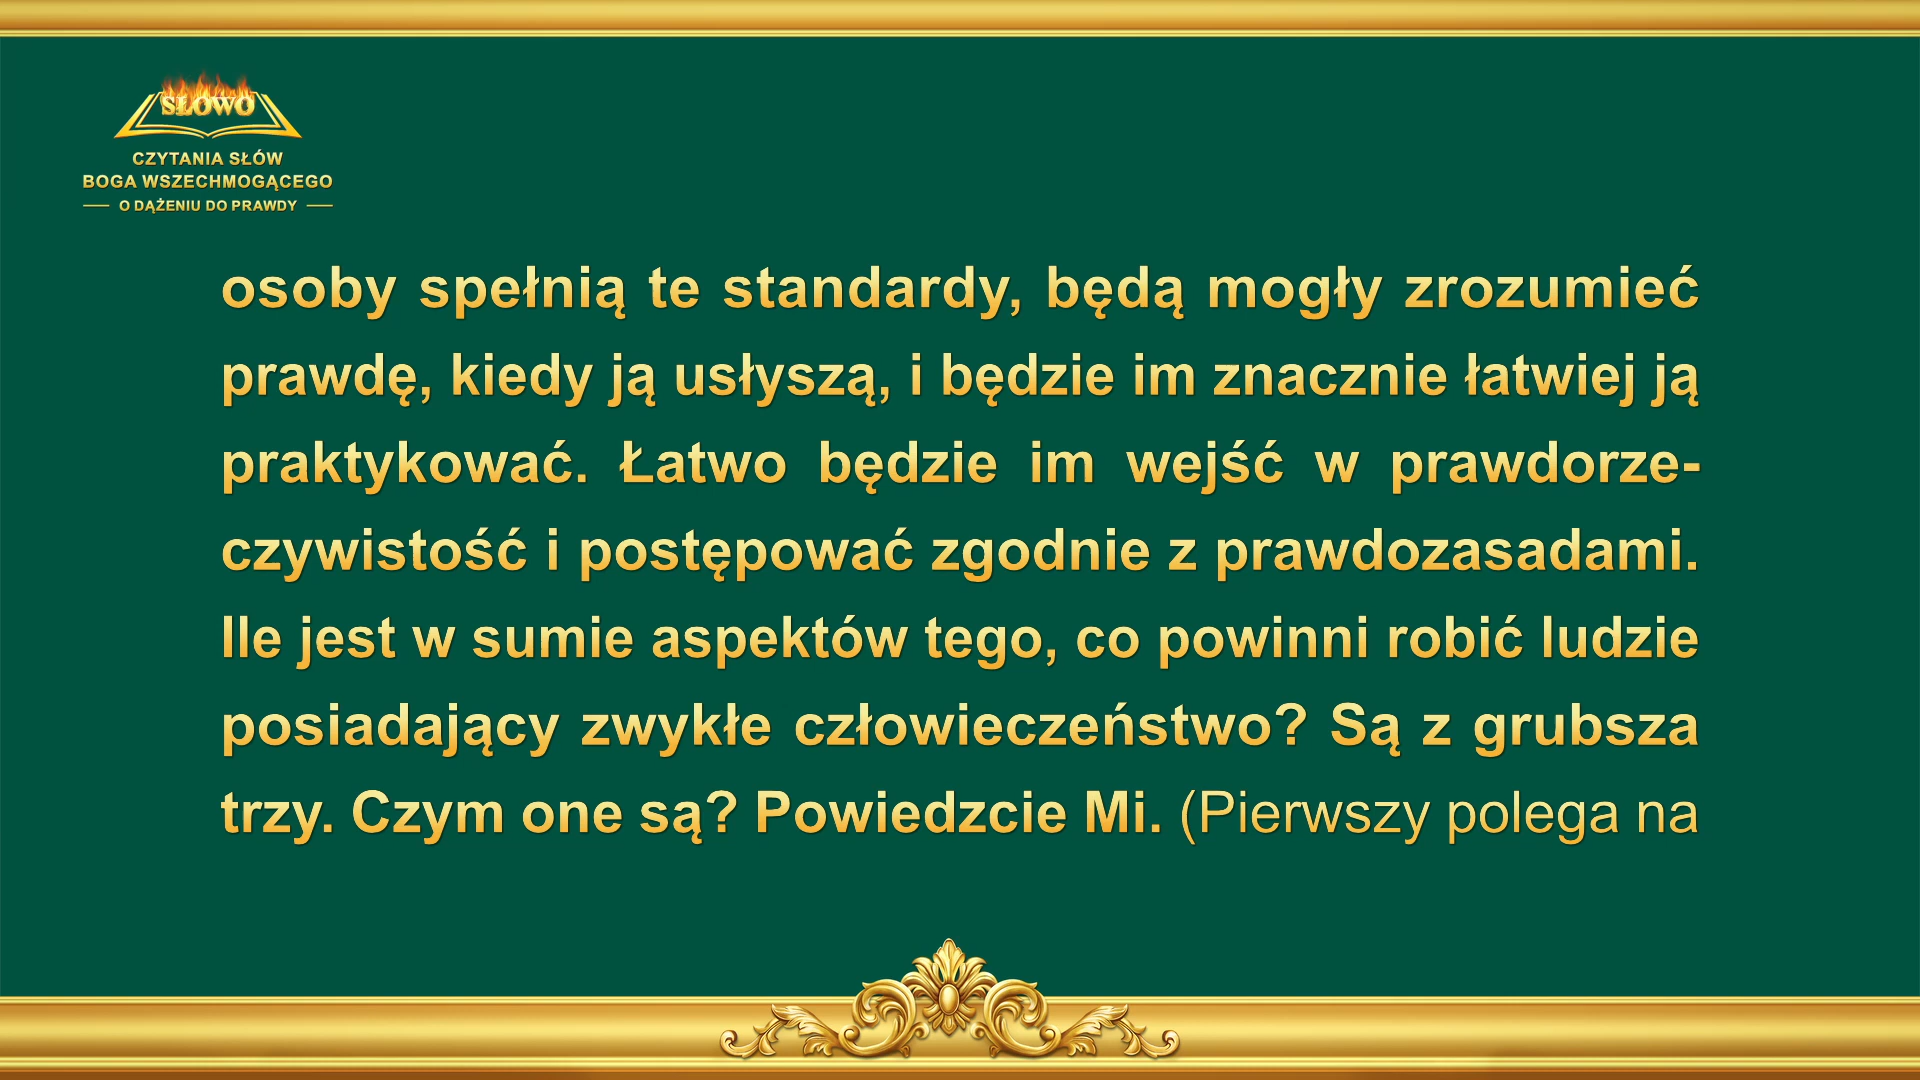 SŁOWO
CZYTANIA SŁÓW
BOGA WSZECHMOGĄCEGO
O DĄŻENIU DO PRAWDY
osoby spełnią te standardy, będą mogły zrozumieć
prawdę, kiedy ją usłyszą, i będzie im znacznie łatwiej ją
praktykować. Łatwo będzie im wejść w prawdorze-
czywistość i postępować zgodnie z prawdozasadami.
Ile jest w sumie aspektów tego, co powinni robić ludzie
posiadający zwykłe człowieczeństwo? Są z grubsza
trzy. Czym one są? Powiedzcie Mi. (Pierwszy polega na